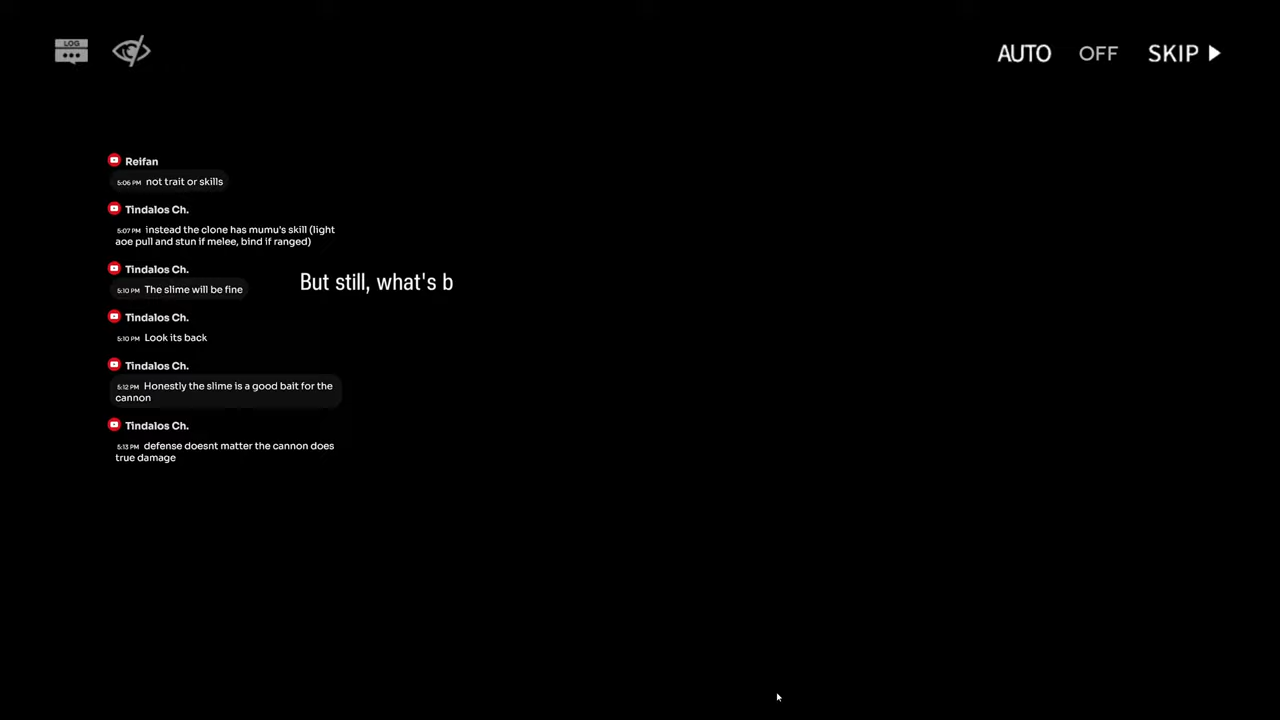 LOG
AUTO OFF SKIP
Reifan
5:06 PM not trait or skills
Tindalos Ch.
5:07 PM instead the clone has mumu's skill (light
aoe pull and stun if melee, bind if ranged)
Tindalos Ch.
5:10 PM The slime will be fine
But still, what's b
Tindalos Ch.
5:10 PM Look its back
Tindalos Ch.
5:12 PM Honestly the slime is a good bait for the
cannon
Tindalos Ch.
5:13 PM defense doesnt matter the cannon does
true damage